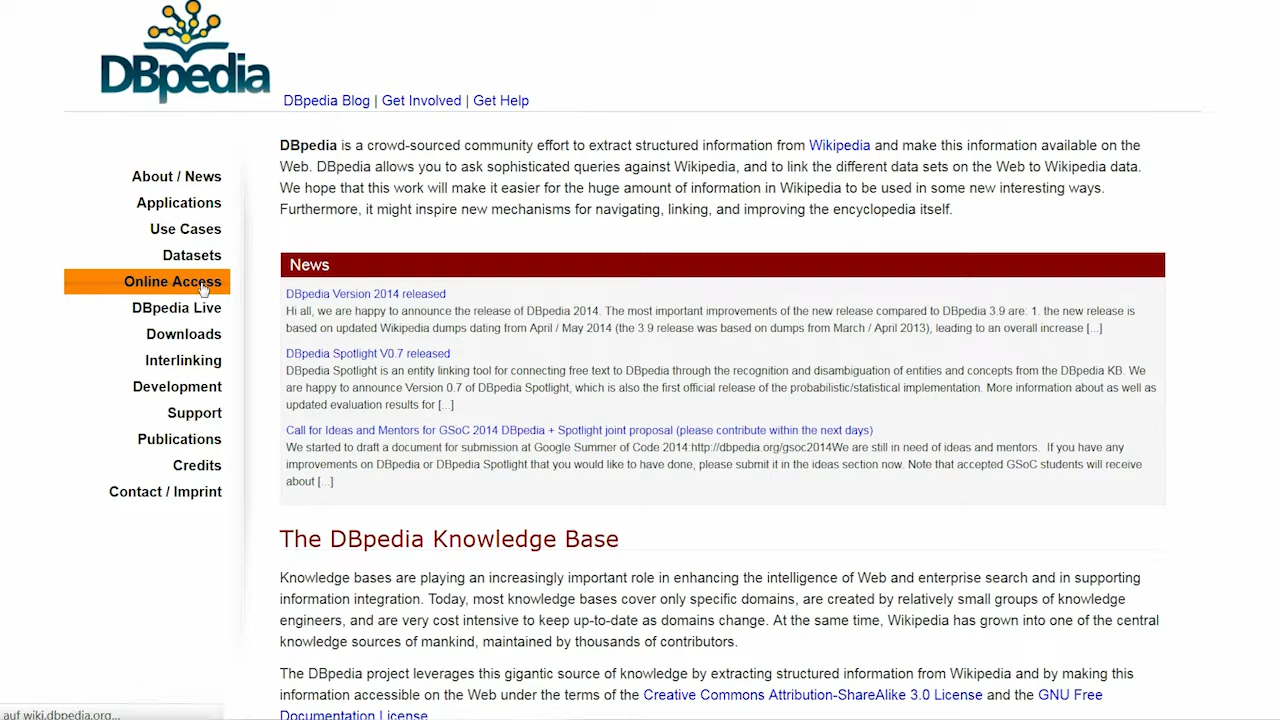 DBpedia
DBpedia Blog | Get Involved | Get Help
About / News
Applications
Use Cases
Datasets
Online Access
DBpedia Live
Downloads
Interlinking
Development
Support
Publications
Credits
Contact / Imprint
DBpedia is a crowd-sourced community effort to extract structured information from Wikipedia and make this information available on the
Web. DBpedia allows you to ask sophisticated queries against Wikipedia, and to link the different data sets on the Web to Wikipedia data.
We hope that this work will make it easier for the huge amount of information in Wikipedia to be used in some new interesting ways.
Furthermore, it might inspire new mechanisms for navigating, linking, and improving the encyclopedia itself.
News
DBpedia Version 2014 released
Hi all, we are happy to announce the release of DBpedia 2014. The most important improvements of the new release compared to DBpedia 3.9 are: 1. the new release is
based on updated Wikipedia dumps dating from April / May 2014 (the 3.9 release was based on dumps from March / April 2013), leading to an overall increase [...]
DBpedia Spotlight V0.7 released
DBpedia Spotlight is an entity linking tool for connecting free text to DBpedia through the recognition and disambiguation of entities and concepts from the DBpedia KB. We
are happy to announce Version 0.7 of DBpedia Spotlight, which is also the first official release of the probabilistic/statistical implementation. More information about as well as
updated evaluation results for [...]
Call for Ideas and Mentors for GSoC 2014 DBpedia + Spotlight joint proposal (please contribute within the next days)
We started to draft a document for submission at Google Summer of Code 2014:http://dbpedia.org/gsoc2014We are still in need of ideas and mentors.  If you have any
improvements on DBpedia or DBpedia Spotlight that you would like to have done, please submit it in the ideas section now. Note that accepted GSoC students will receive
about [...]
The DBpedia Knowledge Base
Knowledge bases are playing an increasingly important role in enhancing the intelligence of Web and enterprise search and in supporting
information integration. Today, most knowledge bases cover only specific domains, are created by relatively small groups of knowledge
engineers, and are very cost intensive to keep up-to-date as domains change. At the same time, Wikipedia has grown into one of the central
knowledge sources of mankind, maintained by thousands of contributors.
The DBpedia project leverages this gigantic source of knowledge by extracting structured information from Wikipedia and by making this
information accessible on the Web under the terms of the Creative Commons Attribution-ShareAlike 3.0 License and the GNU Free
Documentation License
auf wiki.dbpedia.org...